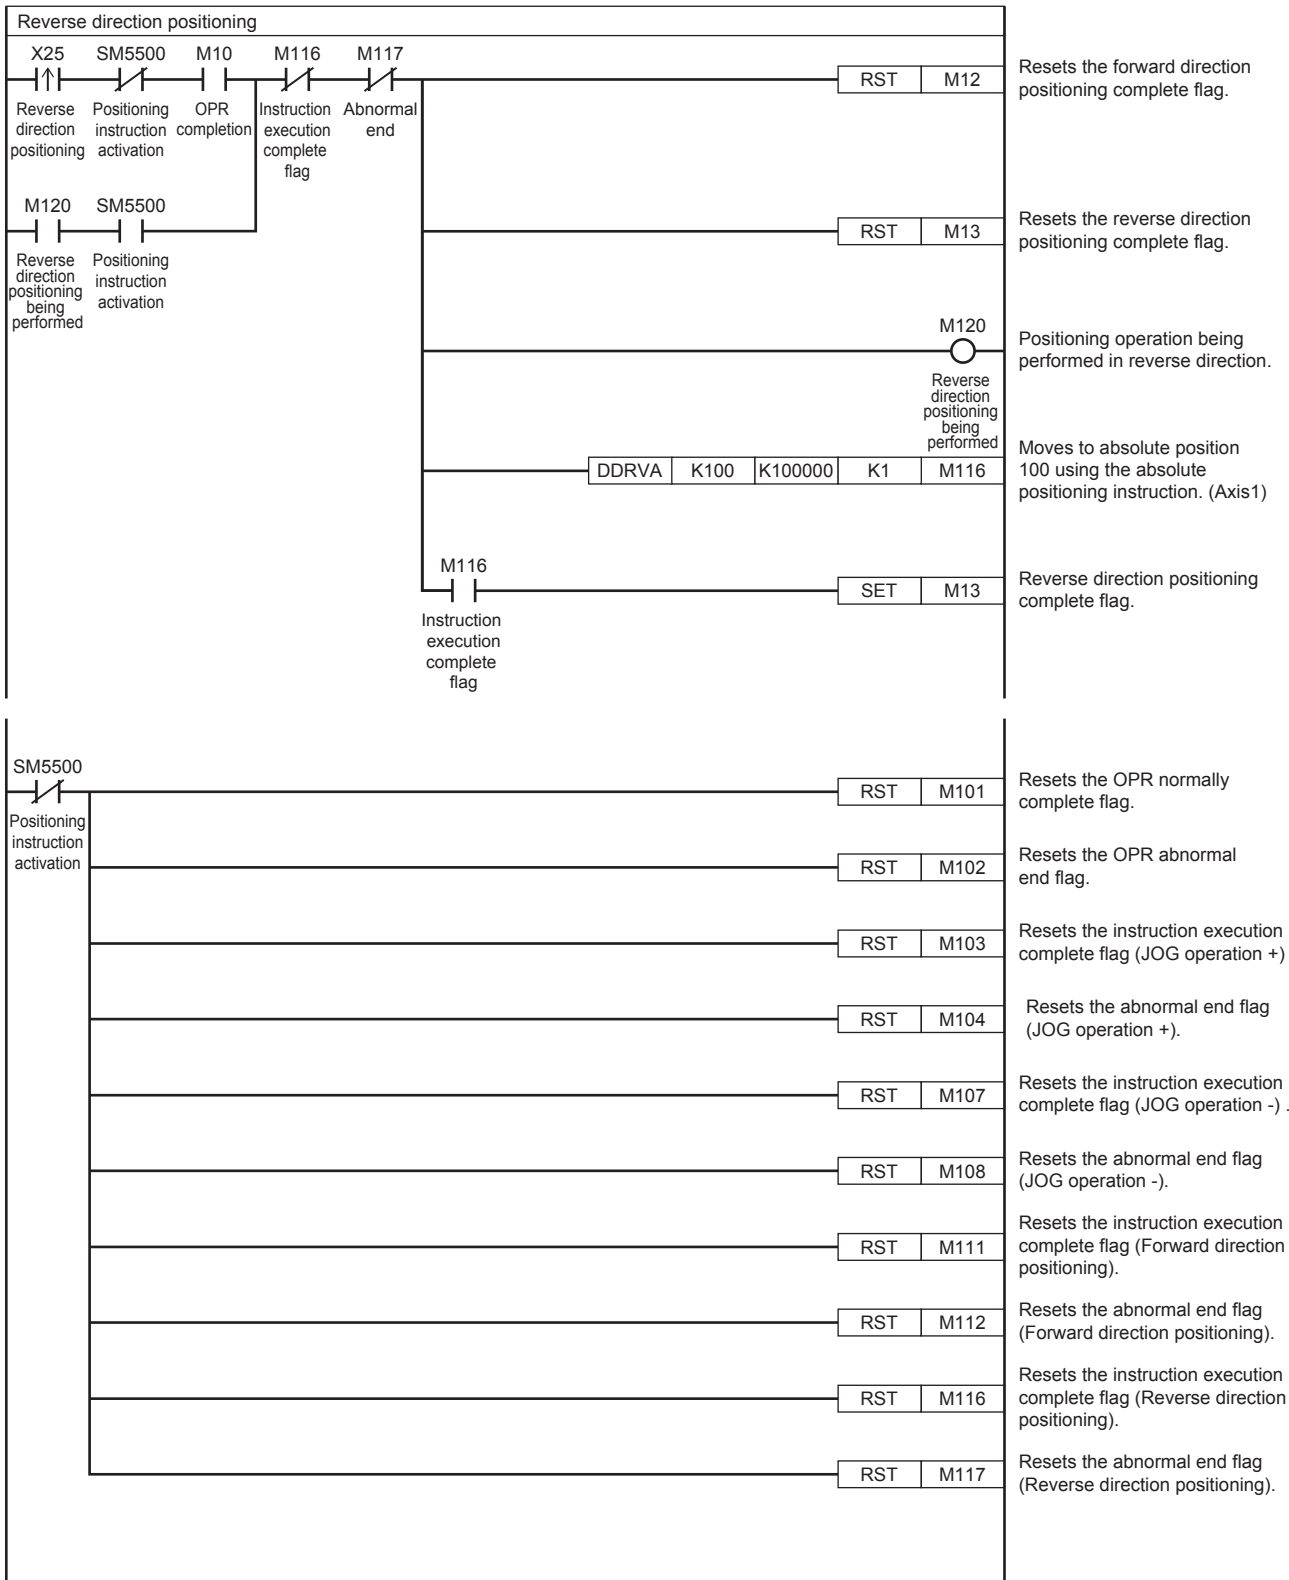 Reverse direction positioning
X25 SM5500 M10 M116 M117
RST M12
Resets the forward direction
positioning complete flag.
Reverse
direction
positioning
Positioning
instruction
activation
OPR
completion
Instruction
execution
complete
flag
Abnormal
end
M120 SM5500
RST M13
Resets the reverse direction
positioning complete flag.
Reverse
direction
positioning
being
performed
Positioning
instruction
activation
M120
Positioning operation being
performed in reverse direction.
Reverse
direction
positioning
being
performed
DDRVA K100 K100000 K1 M116
Moves to absolute position
100 using the absolute
positioning instruction. (Axis1)
M116
SET M13
Reverse direction positioning
complete flag.
Instruction
execution
complete
flag
SM5500
Positioning
instruction
activation
RST M101
Resets the OPR normally
complete flag.
RST M102
Resets the OPR abnormal
end flag.
RST M103
Resets the instruction execution
complete flag (JOG operation +)
RST M104
Resets the abnormal end flag
(JOG operation +).
RST M107
Resets the instruction execution
complete flag (JOG operation -) .
RST M108
Resets the abnormal end flag
(JOG operation -).
RST M111
Resets the instruction execution
complete flag (Forward direction
positioning).
RST M112
Resets the abnormal end flag
(Forward direction positioning).
RST M116
Resets the instruction execution
complete flag (Reverse direction
positioning).
RST M117
Resets the abnormal end flag
(Reverse direction positioning).